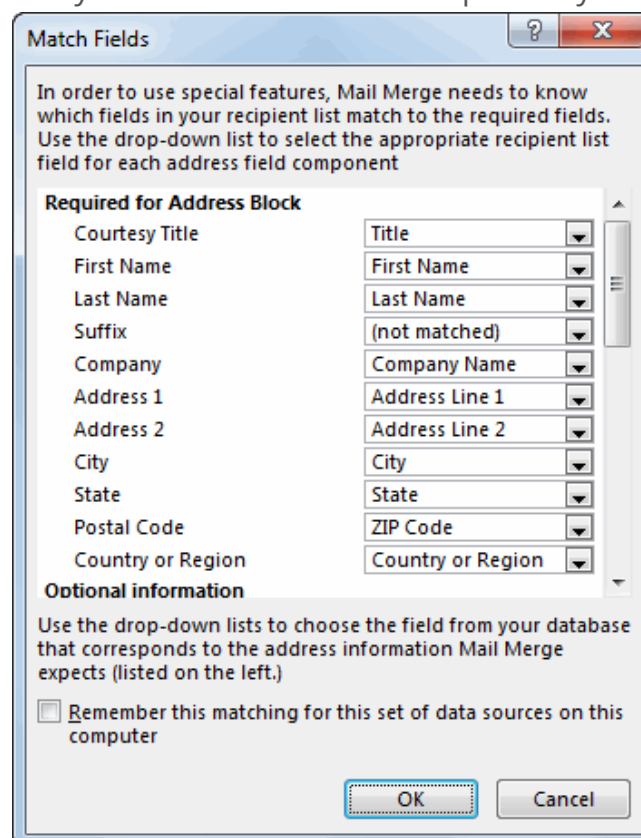 Match Fields
In order to use special features, Mail Merge needs to know
which fields in your recipient list match to the required fields.
Use the drop-down list to select the appropriate recipient list
field for each address field component
Required for Address Block
Courtesy Title Title
First Name First Name
Last Name Last Name
Suffix (not matched)
Company Company Name
Address 1 Address Line 1
Address 2 Address Line 2
City City
State State
Postal Code ZIP Code
Country or Region Country or Region
Optional information
Use the drop-down lists to choose the field from your database
that corresponds to the address information Mail Merge
expects (listed on the left.)
Remember this matching for this set of data sources on this
computer
OK Cancel